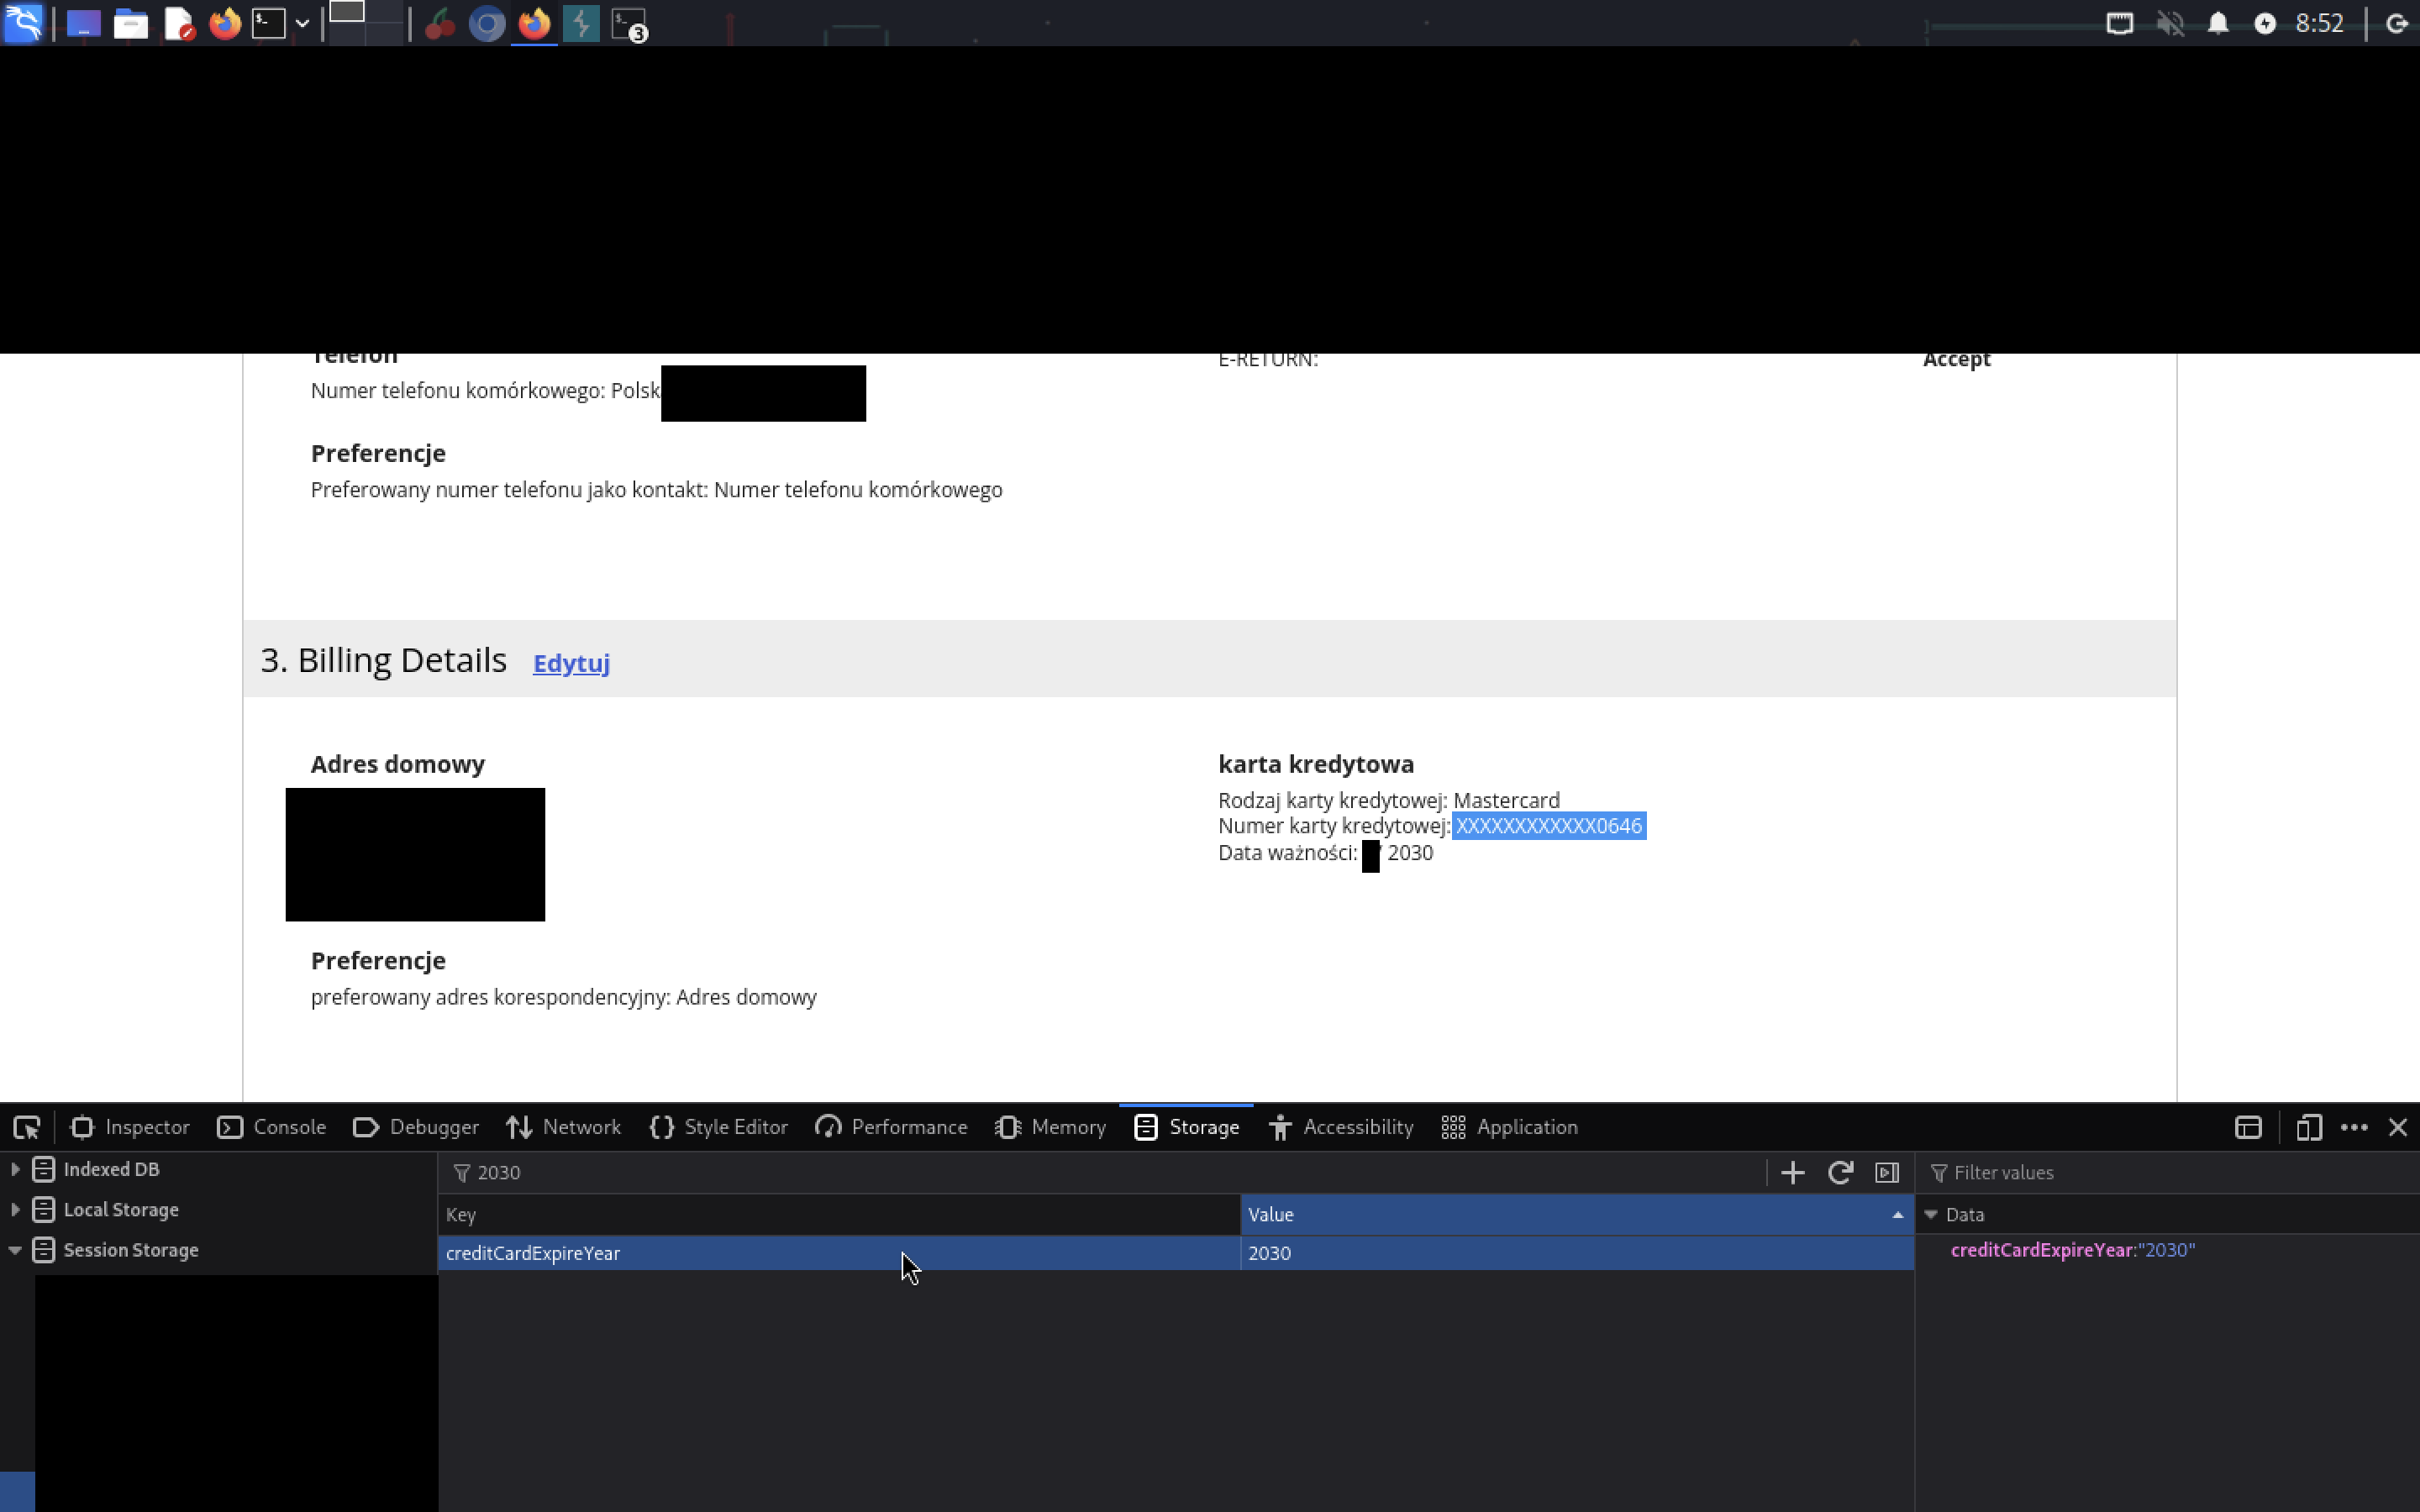 3
8:52
Telefon
E-RETURN:
Accept
Numer telefonu komórkowego: Polsk
Preferencje
Preferowany numer telefonu jako kontakt: Numer telefonu komórkowego
3. Billing Details Edytuj
Adres domowy
karta kredytowa
Rodzaj karty kredytowej: Mastercard
Numer karty kredytowej: XXXXXXXXXXXX0646
Data ważności: / 2030
Preferencje
preferowany adres korespondencyjny: Adres domowy
Inspector Console Debugger Network Style Editor Performance Memory Storage Accessibility Application
Indexed DB
2030
Filter values
Local Storage
Key Value
Data
Session Storage
creditCardExpireYear 2030
creditCardExpireYear:"2030"